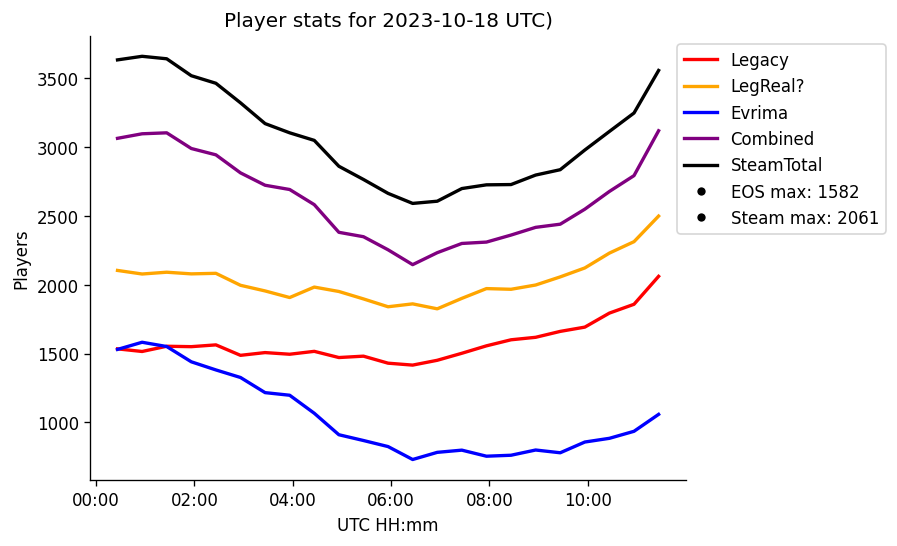 Player stats for 2023-10-18 UTC)
Players
3500
3000
2500
2000
1500
1000
00:00 02:00 04:00 06:00 08:00 10:00
UTC HH:mm
Legacy
LegReal?
Evrima
Combined
SteamTotal
EOS max: 1582
Steam max: 2061